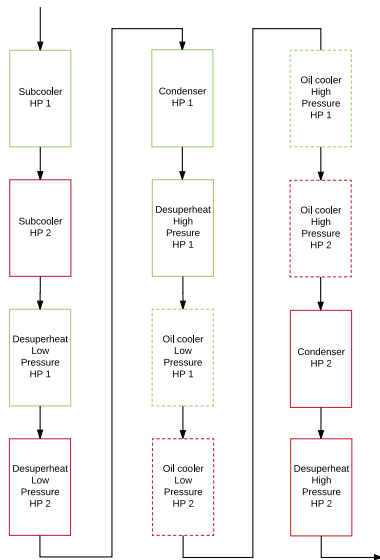 Subcooler
HP 1
Subcooler
HP 2
Desuperheat
Low
Pressure
HP 1
Desuperheat
Low
Pressure
HP 2
Condenser
HP 1
Desuperheat
High
Presure
HP 1
Oil cooler
Low
Pressure
HP 1
Oil cooler
Low
Pressure
HP 2
Oil cooler
High
Pressure
HP 1
Oil cooler
High
Pressure
HP 2
Condenser
HP 2
Desuperheat
High
Pressure
HP 2